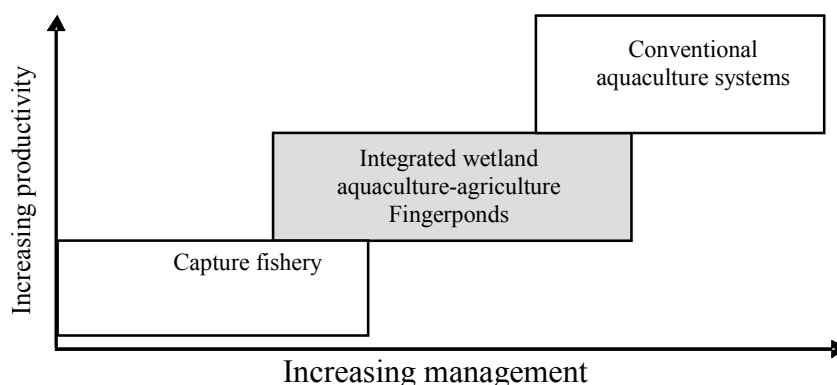 Conventional
aquaculture systems
Integrated wetland
aquaculture-agriculture
Fingerponds
Capture fishery
Increasing productivity
Increasing management